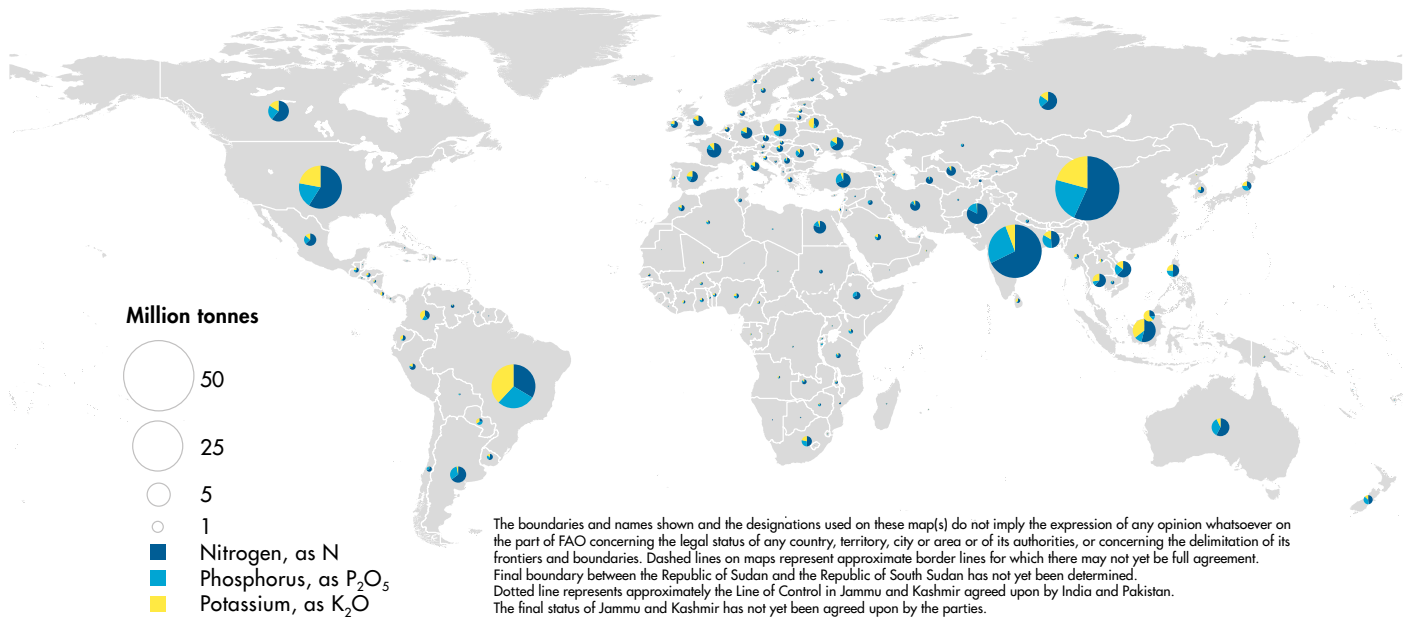 Million tonnes
50
25
5
1
Nitrogen, as N
Phosphorus, as P₂O₅
Potassium, as K₂O
The boundaries and names shown and the designations used on these map(s) do not imply the expression of any opinion whatsoever on
the part of FAO concerning the legal status of any country, territory, city or area or of its authorities, or concerning the delimitation of its
frontiers and boundaries. Dashed lines on maps represent approximate border lines for which there may not yet be full agreement.
Final boundary between the Republic of Sudan and the Republic of South Sudan has not yet been determined.
Dotted line represents approximately the Line of Control in Jammu and Kashmir agreed upon by India and Pakistan.
The final status of Jammu and Kashmir has not yet been agreed upon by the parties.